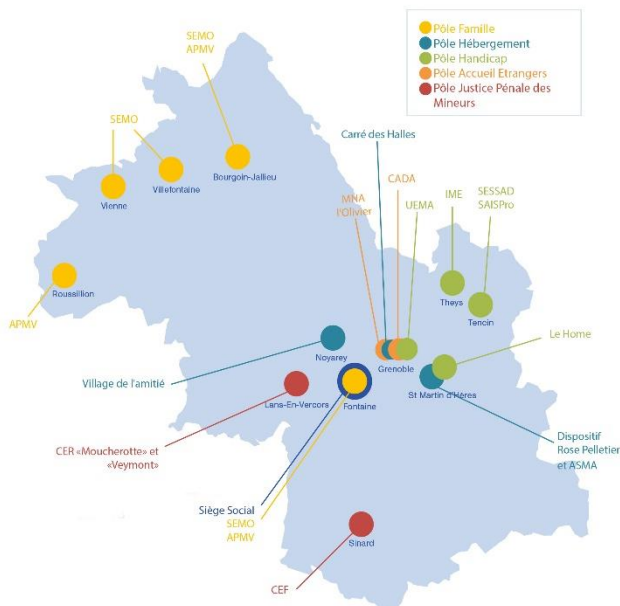 SEMO
APMV
Pôle Famille
Pôle Hébergement
Pôle Handicap
Pôle Accueil Etrangers
Pôle Justice Pénale des
Mineurs
SEMO
Carré des Halles
Bourgoin-Jallieu
Villefontaine
Vienne
CADA
MNA
l'Olivier
UEMA
IME
SESSAD
SAISPro
Roussillion
APMV
Theys
Tencin
Le Home
Noyarey
Grenoble
Village de l'amitié
Lans-En-Vercors
Fontaine
St Martin d'Hères
CER «Moucherotte» et
«Veymont»
Dispositif
Rose Pelletier
et ASMA
Siège Social
SEMO
APMV
Sinard
CEF